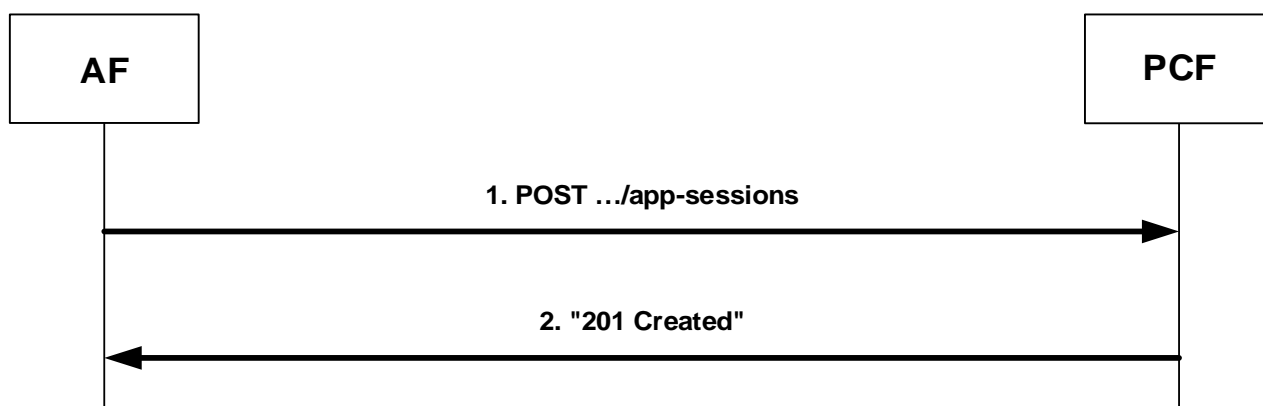 AF
PCF
1. POST …/app-sessions
2. "201 Created"